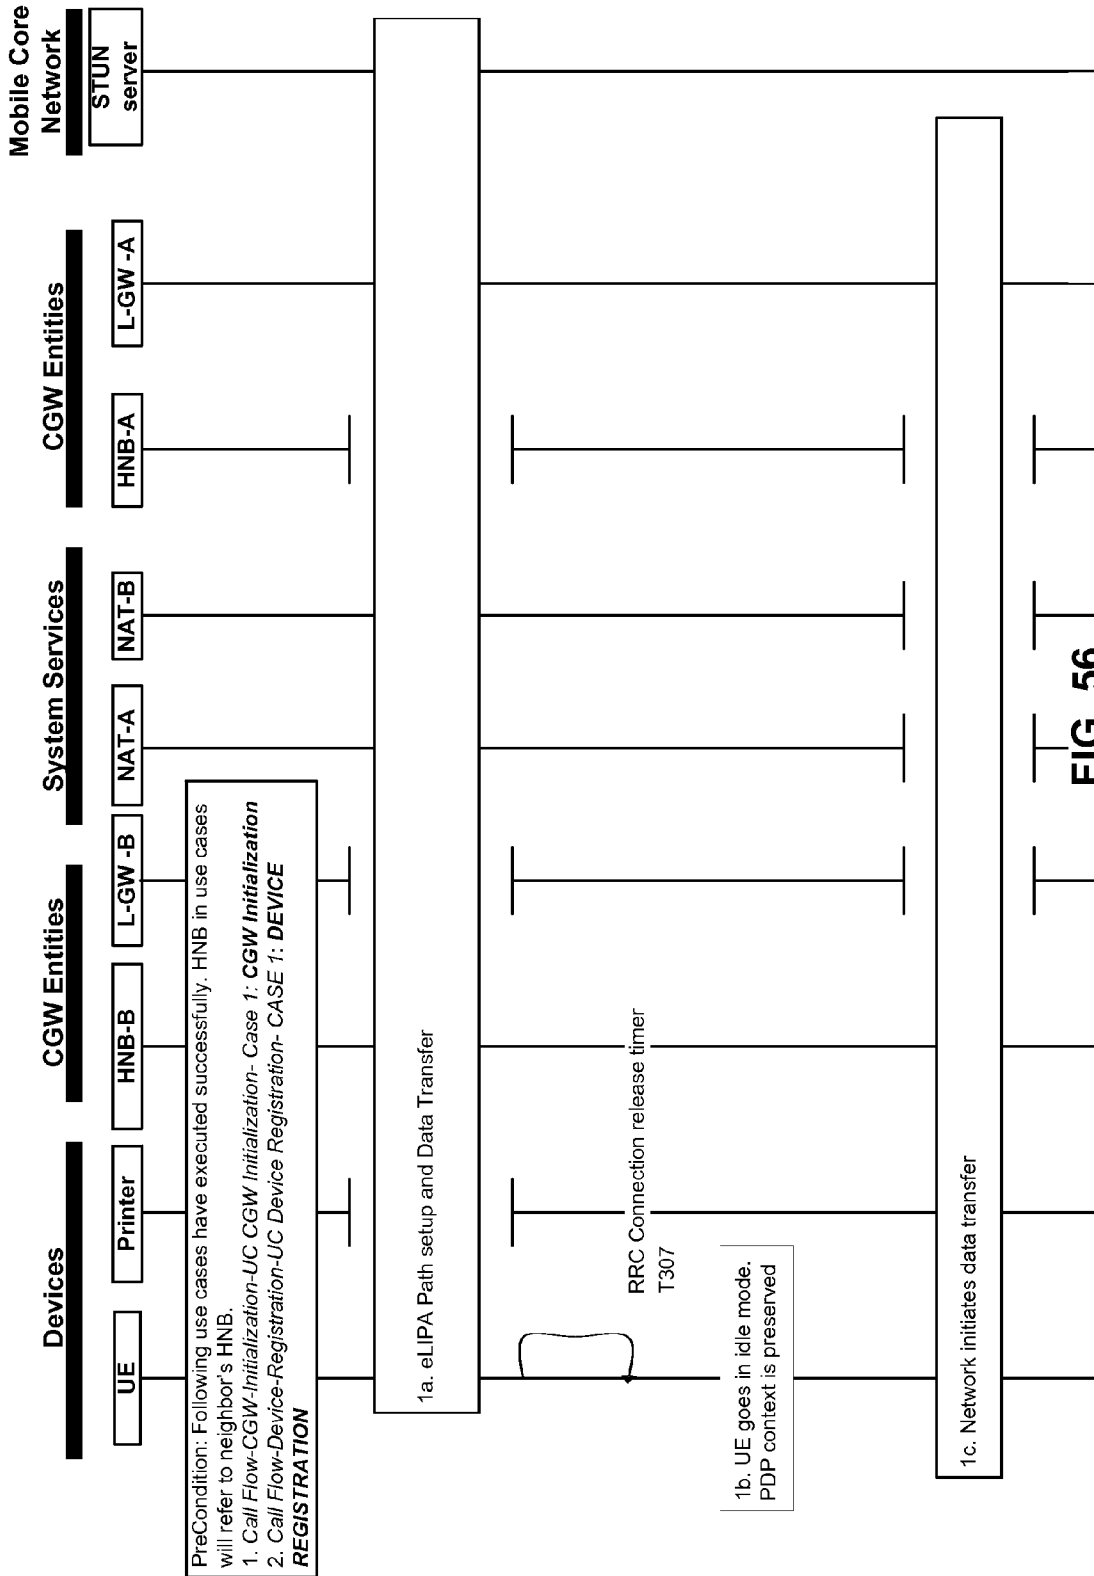 Devices
CGW Entities
System Services
CGW Entities
Mobile Core
Network
UE
Printer
HNB-B
L-GW -B
NAT-A
NAT-B
HNB-A
L-GW -A
STUN
server
PreCondition: Following use cases have executed successfully. HNB in use cases
will refer to neighbor's HNB.
1. Call Flow-CGW-Initialization-UC CGW Initialization- Case 1: CGW Initialization
2. Call Flow-Device-Registration-UC Device Registration- CASE 1: DEVICE
REGISTRATION
1a. eLIPA Path setup and Data Transfer
RRC Connection release timer
T307
1b. UE goes in idle mode.
PDP context is preserved
1c. Network initiates data transfer
FIG. 56